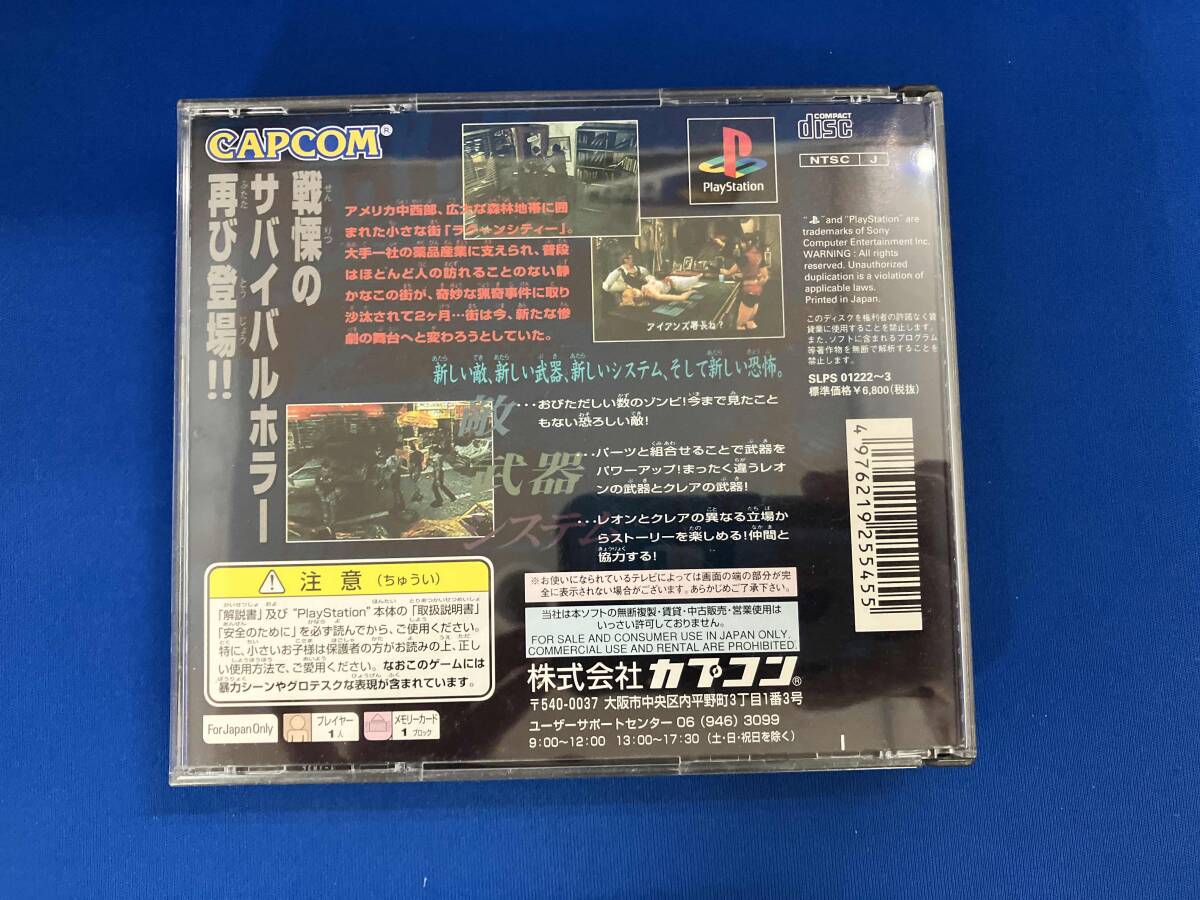 CAPCOM®
戦慄の
サバイバルホラー
再び登場!!
アメリカ中西部、広大な森林地帯に囲
まれた小さな街「ラクーンシティー」。
大手一社の薬品産業に支えられ、普段
はほとんど人の訪れることのない静
かなこの街が、奇妙な猟奇事件に取り
沙汰されて2ヶ月…街は今、新たな惨
劇の舞台へと変わろうとしていた。
アイアンズ署長ね?
新しい敵、新しい武器、新しいシステム、そして新しい恐怖。
敵
…おびただしい数のゾンビ!今まで見たこと
もない恐ろしい敵!
武器
…パーツと組合せることで武器を
パワーアップ!まったく違うレオ
ンの武器とクレアの武器!
システム
…レオンとクレアの異なる立場か
らストーリーを楽しめる!仲間と
協力する!
PlayStation
COMPACT
disc
NTSC J
"PS" and "PlayStation" are
trademarks of Sony
Computer Entertainment Inc.
WARNING : All rights
reserved. Unauthorized
duplication is a violation of
applicable laws.
Printed in Japan.
このディスクを権利者の許諾なく賃
貸業に使用することを禁止します。
また、ソフトに含まれるプログラム
等著作物を無断で解析することを
禁止します。
SLPS 01222〜3
標準価格¥6,800(税抜)
4976219255455
注意(ちゅうい)
「解説書」及び"PlayStation"本体の「取扱説明書」
「安全のために」を必ず読んでから、ご使用ください。
特に、小さいお子様は保護者の方がお読みの上、正し
い使用方法で、ご愛用ください。なおこのゲームには
暴力シーンやグロテスクな表現が含まれています。
For Japan Only
プレイヤー
1人
メモリーカード
1ブロック
※お使いになられているテレビによっては画面の端の部分が完
全に表示されない場合がございます。あらかじめご了承下さい。
当社は本ソフトの無断複製・賃貸・中古販売・営業使用は
いっさい許可しておりません。
FOR SALE AND CONSUMER USE IN JAPAN ONLY.
COMMERCIAL USE AND RENTAL ARE PROHIBITED.
株式会社カプコン®
〒540-0037 大阪市中央区内平野町3丁目1番3号
ユーザーサポートセンター 06 (946) 3099
9:00〜12:00 13:00〜17:30 (土・日・祝日を除く)